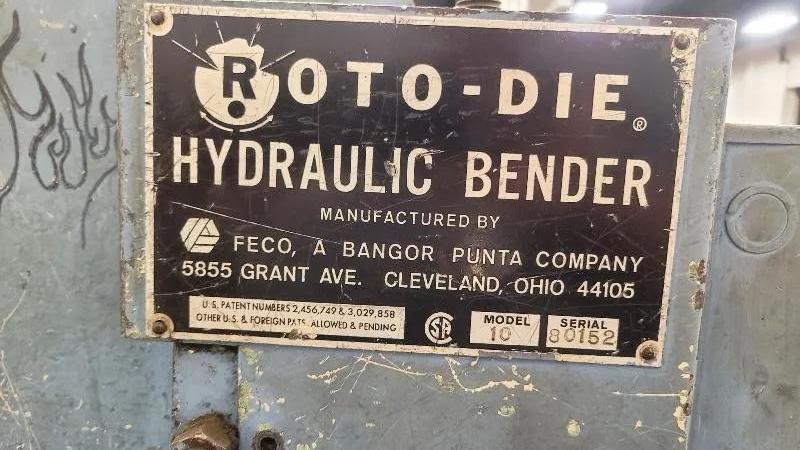 ROTO-DIE®
HYDRAULIC BENDER
MANUFACTURED BY
FECO, A BANGOR PUNTA COMPANY
5855 GRANT AVE. CLEVELAND, OHIO 44105
U.S. PATENT NUMBERS 2,456,749 & 3,029,858
OTHER U.S. & FOREIGN PATS. ALLOWED & PENDING
MODEL
10
SERIAL
80152